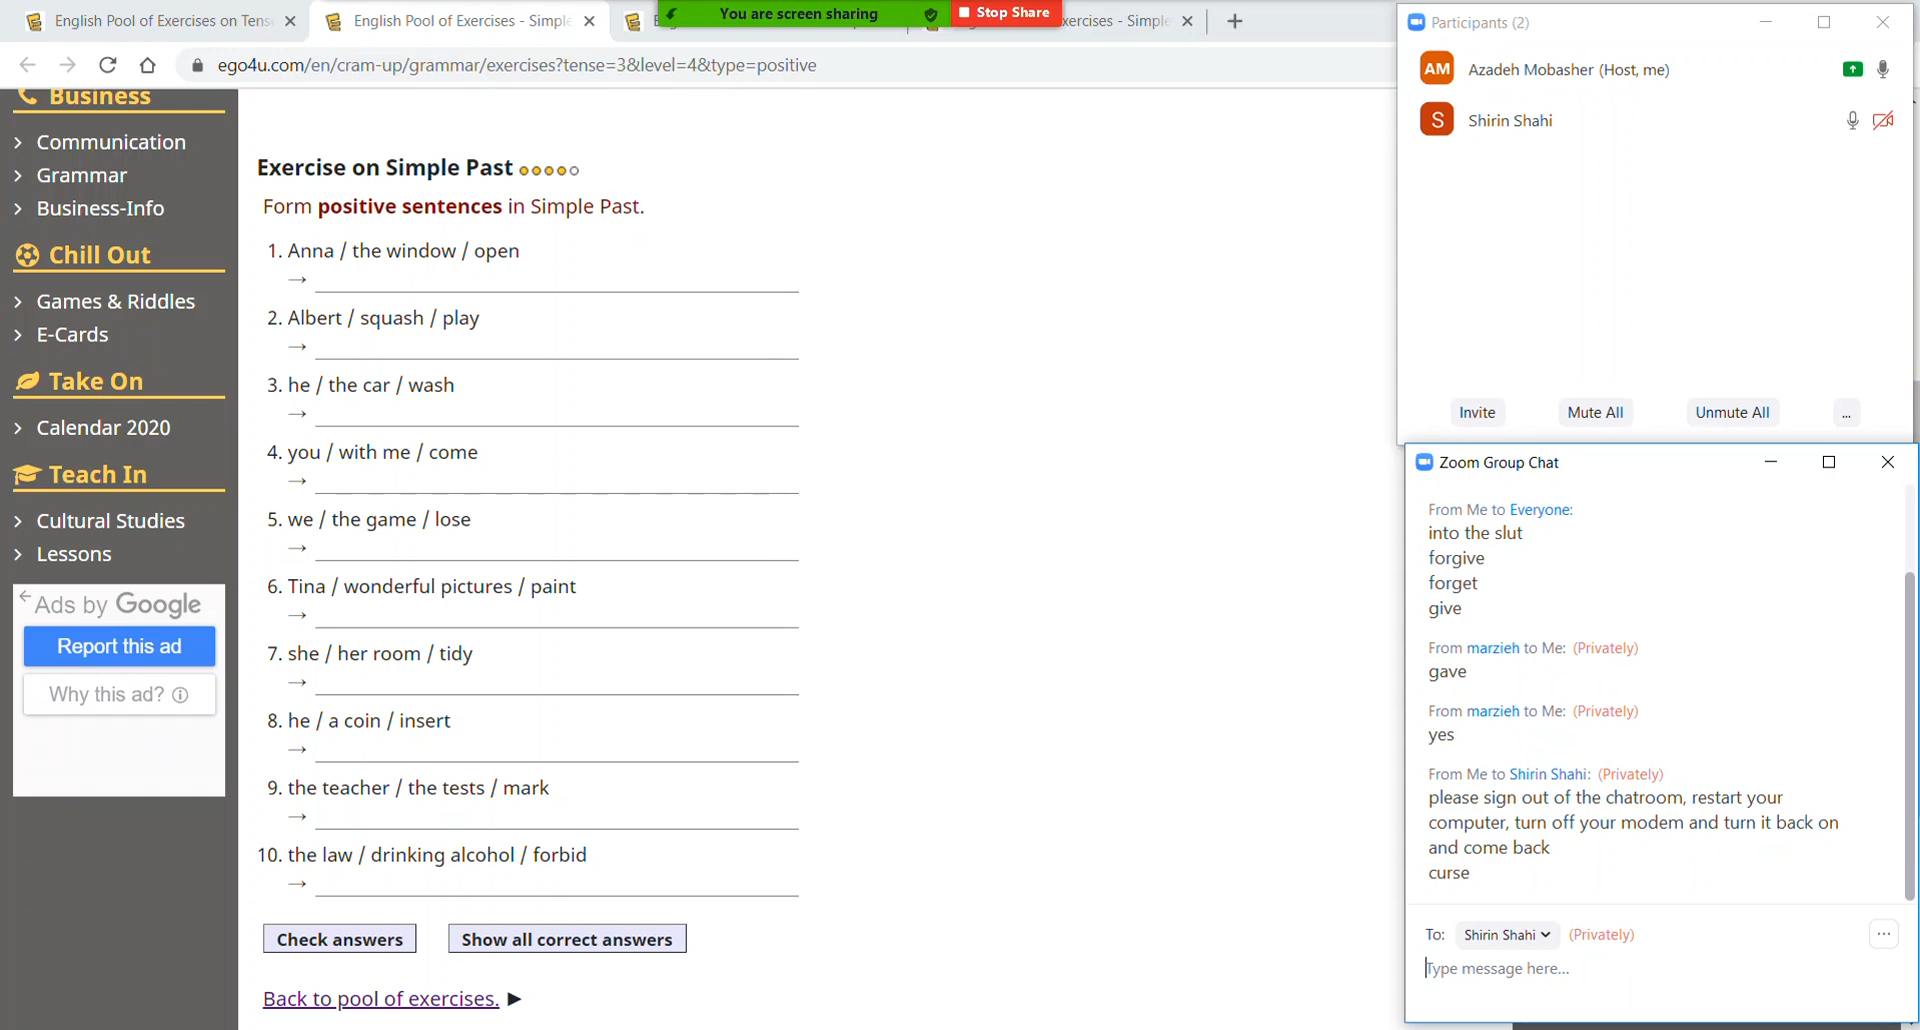 English Pool of Exercises on Tens
English Pool of Exercises - Simpl
You are screen sharing
Stop Share
xercises - Simple
ego4u.com/en/cram-up/grammar/exercises?tense=3&level=4&type=positive
Business
Communication
Grammar
Business-Info
Chill Out
Games & Riddles
E-Cards
Take On
Calendar 2020
Teach In
Cultural Studies
Lessons
Ads by Google
Report this ad
Why this ad?
Exercise on Simple Past
Form positive sentences in Simple Past.
1. Anna / the window / open
→
2. Albert / squash / play
→
3. he / the car / wash
→
4. you / with me / come
→
5. we / the game / lose
→
6. Tina / wonderful pictures / paint
→
7. she / her room / tidy
→
8. he / a coin / insert
→
9. the teacher / the tests / mark
→
10. the law / drinking alcohol / forbid
→
Check answers
Show all correct answers
Back to pool of exercises. ►
Participants (2)
AM Azadeh Mobasher (Host, me)
S Shirin Shahi
Invite
Mute All
Unmute All
...
Zoom Group Chat
From Me to Everyone:
into the slut
forgive
forget
give
From marzieh to Me: (Privately)
gave
From marzieh to Me: (Privately)
yes
From Me to Shirin Shahi: (Privately)
please sign out of the chatroom, restart your
computer, turn off your modem and turn it back on
and come back
curse
To: Shirin Shahi (Privately)
...
Type message here...